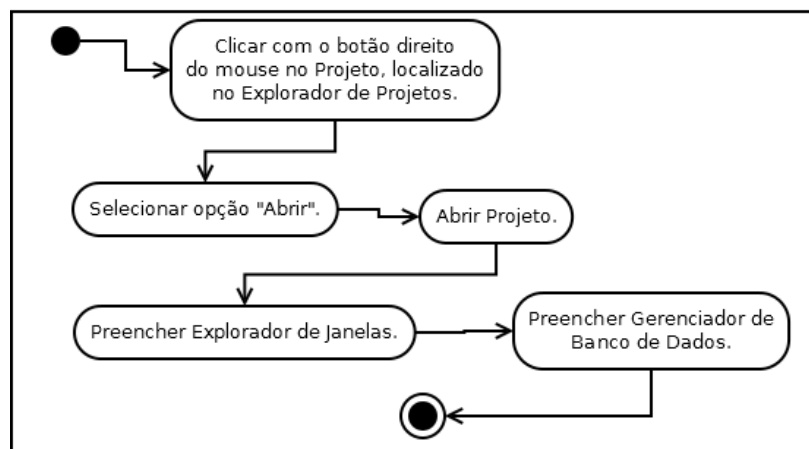 Clicar com o botão direito
do mouse no Projeto, localizado
no Explorador de Projetos.
Selecionar opção "Abrir".
Abrir Projeto.
Preencher Explorador de Janelas.
Preencher Gerenciador de
Banco de Dados.